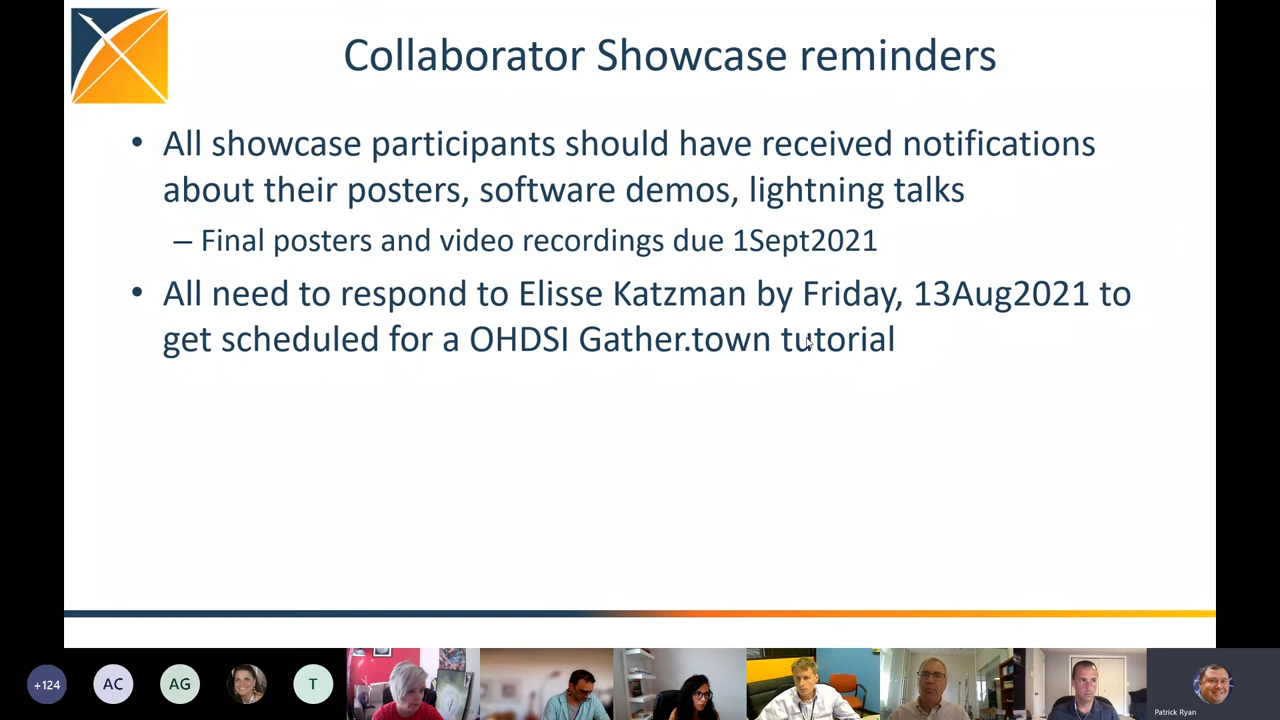 Collaborator Showcase reminders
• All showcase participants should have received notifications
about their posters, software demos, lightning talks
– Final posters and video recordings due 1Sept2021
• All need to respond to Elisse Katzman by Friday, 13Aug2021 to
get scheduled for a OHDSI Gather.town tutorial
+124
AC
AG
T
Patrick Ryan